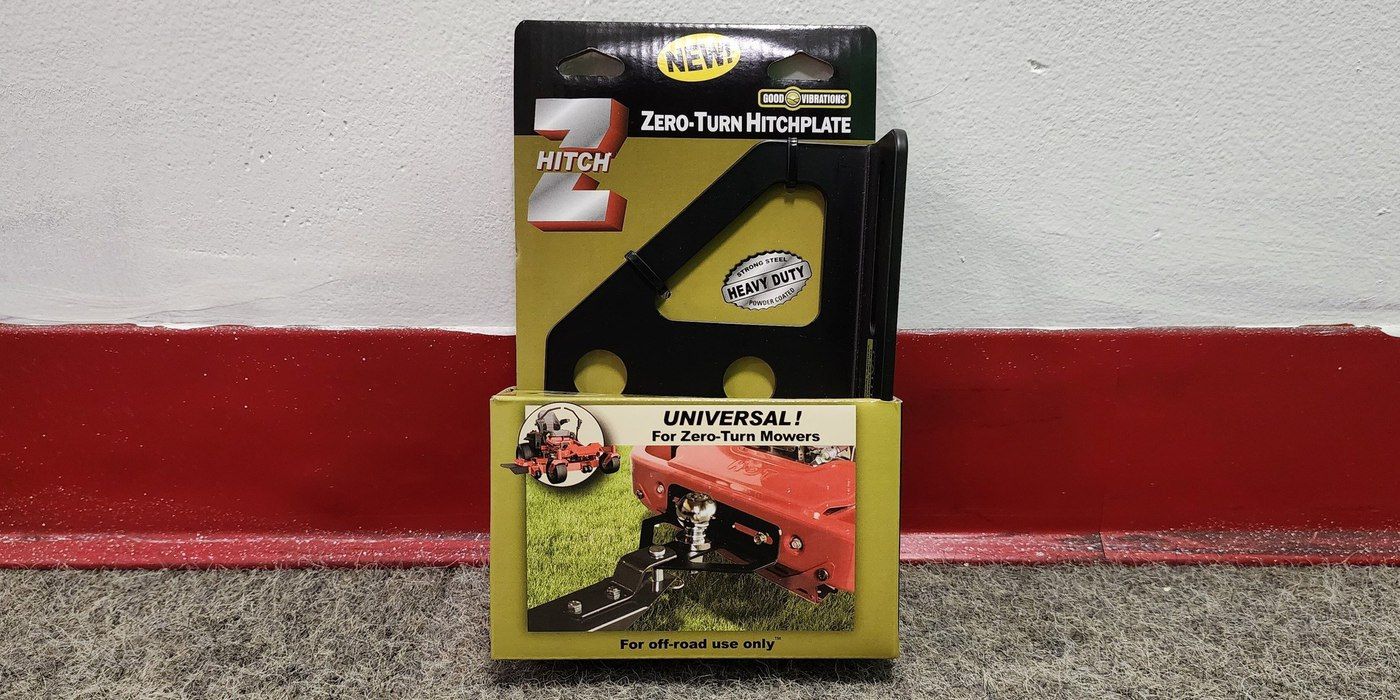 NEW!
GOOD VIBRATIONS
ZERO-TURN HITCHPLATE
Z
HITCH
STRONG STEEL
HEAVY DUTY
POWDER COATED
UNIVERSAL!
For Zero-Turn Mowers
For off-road use only™